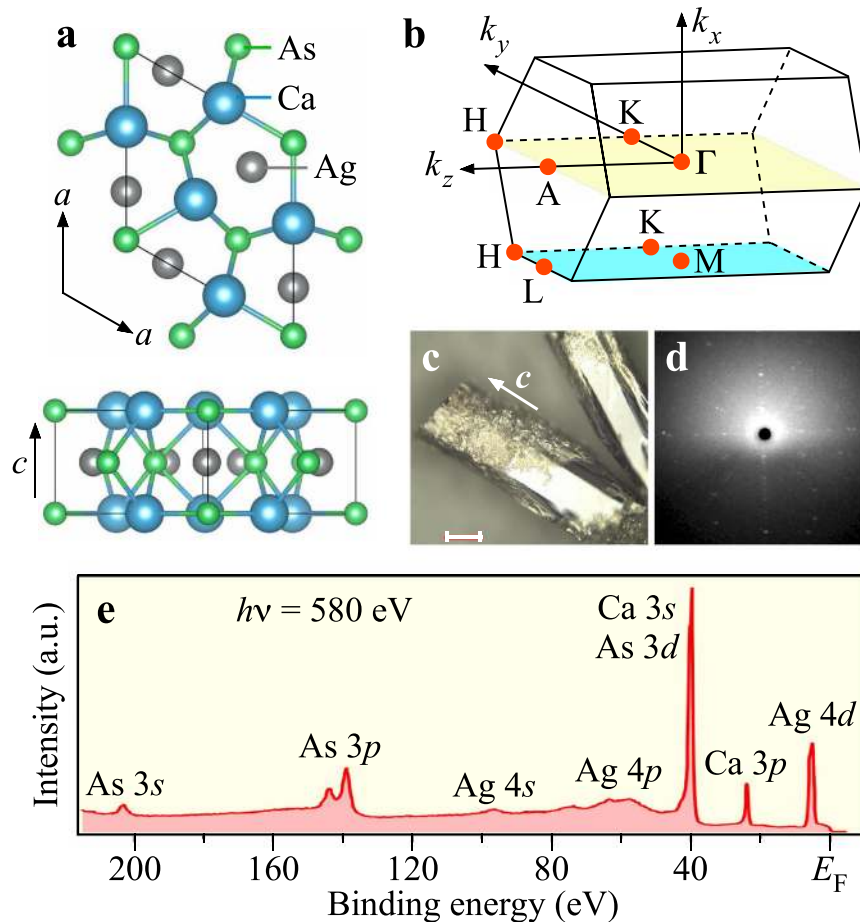 a
As
Ca
Ag
a
a
c
b
k_y
k_x
K
H
k_z
A
Γ
K
H
M
L
c
c
d
e
hν = 580 eV
Ca 3s
As 3d
Ag 4d
As 3p
As 3s
Ag 4s
Ag 4p
Ca 3p
Intensity (a.u.)
200 160 120 80 40 E_F
Binding energy (eV)